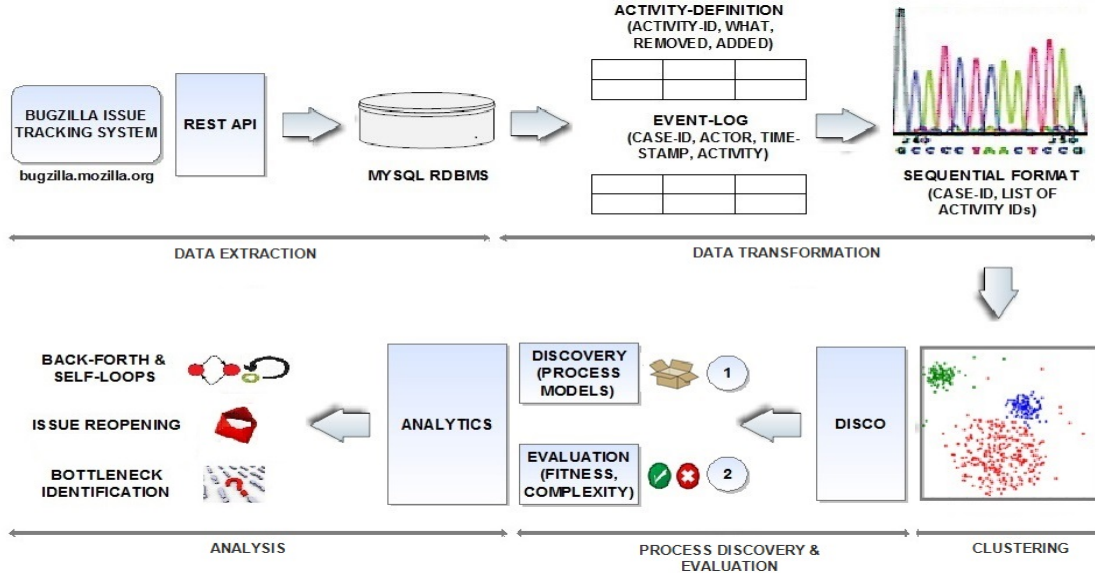 BUGZILLA ISSUE
TRACKING SYSTEM
bugzilla.mozilla.org
REST API
MYSQL RDBMS
ACTIVITY-DEFINITION
(ACTIVITY-ID, WHAT,
REMOVED, ADDED)
EVENT-LOG
(CASE-ID, ACTOR, TIME-
STAMP, ACTIVITY)
SEQUENTIAL FORMAT
(CASE-ID, LIST OF
ACTIVITY IDs)
DATA EXTRACTION
DATA TRANSFORMATION
BACK-FORTH &
SELF-LOOPS
ISSUE REOPENING
BOTTLENECK
IDENTIFICATION
ANALYTICS
DISCOVERY
(PROCESS
MODELS)
1
EVALUATION
(FITNESS,
COMPLEXITY)
2
DISCO
ANALYSIS
PROCESS DISCOVERY &
EVALUATION
CLUSTERING